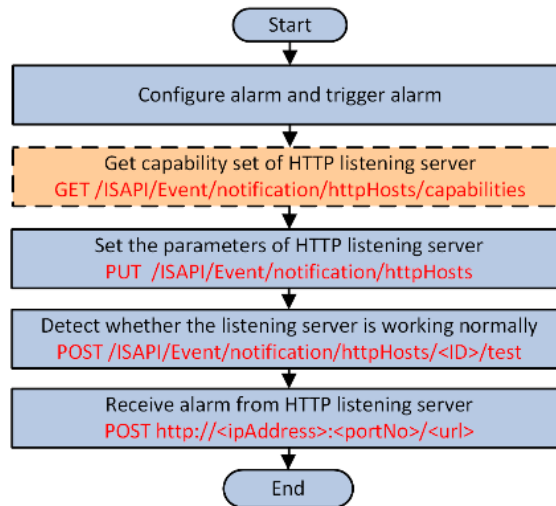 Start
Configure alarm and trigger alarm
Get capability set of HTTP listening server
GET /ISAPI/Event/notification/httpHosts/capabilities
Set the parameters of HTTP listening server
PUT /ISAPI/Event/notification/httpHosts
Detect whether the listening server is working normally
POST /ISAPI/Event/notification/httpHosts/<ID>/test
Receive alarm from HTTP listening server
POST http://<ipAddress>:<portNo>/<url>
End